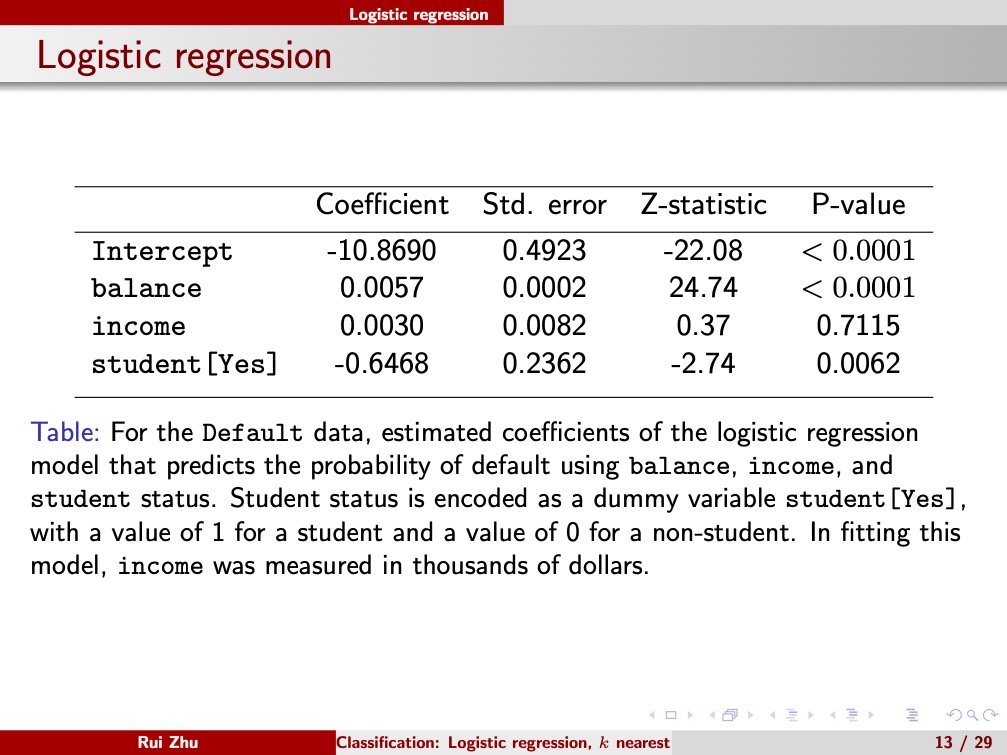 Logistic regression
Logistic regression
Coefficient Std. error Z-statistic P-value
Intercept -10.8690 0.4923 -22.08 < 0.0001
balance 0.0057 0.0002 24.74 < 0.0001
income 0.0030 0.0082 0.37 0.7115
student[Yes] -0.6468 0.2362 -2.74 0.0062
Table: For the Default data, estimated coefficients of the logistic regression
model that predicts the probability of default using balance, income, and
student status. Student status is encoded as a dummy variable student[Yes],
with a value of 1 for a student and a value of 0 for a non-student. In fitting this
model, income was measured in thousands of dollars.
Rui Zhu Classification: Logistic regression, k nearest 13 / 29